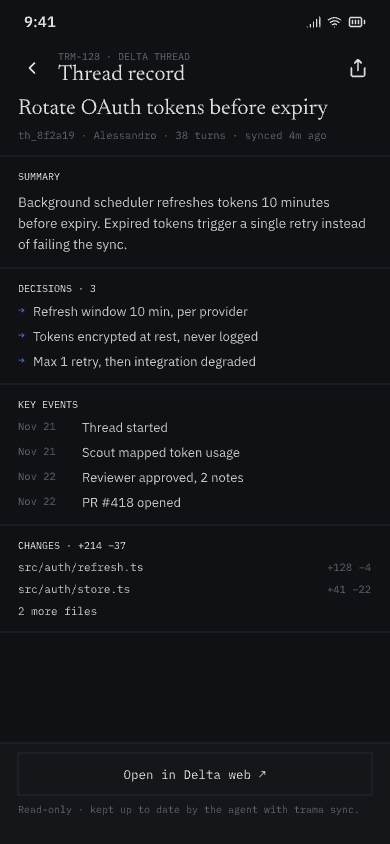 9:41
TRM-128 · DELTA THREAD
Thread record
Rotate OAuth tokens before expiry
th_8f2a19 · Alessandro · 38 turns · synced 4m ago
SUMMARY
Background scheduler refreshes tokens 10 minutes
before expiry. Expired tokens trigger a single retry instead
of failing the sync.
DECISIONS · 3
→ Refresh window 10 min, per provider
→ Tokens encrypted at rest, never logged
→ Max 1 retry, then integration degraded
KEY EVENTS
Nov 21 Thread started
Nov 21 Scout mapped token usage
Nov 22 Reviewer approved, 2 notes
Nov 22 PR #418 opened
CHANGES · +214 −37
src/auth/refresh.ts +128 −4
src/auth/store.ts +41 −22
2 more files
Open in Delta web ↗
Read-only · kept up to date by the agent with trama sync.